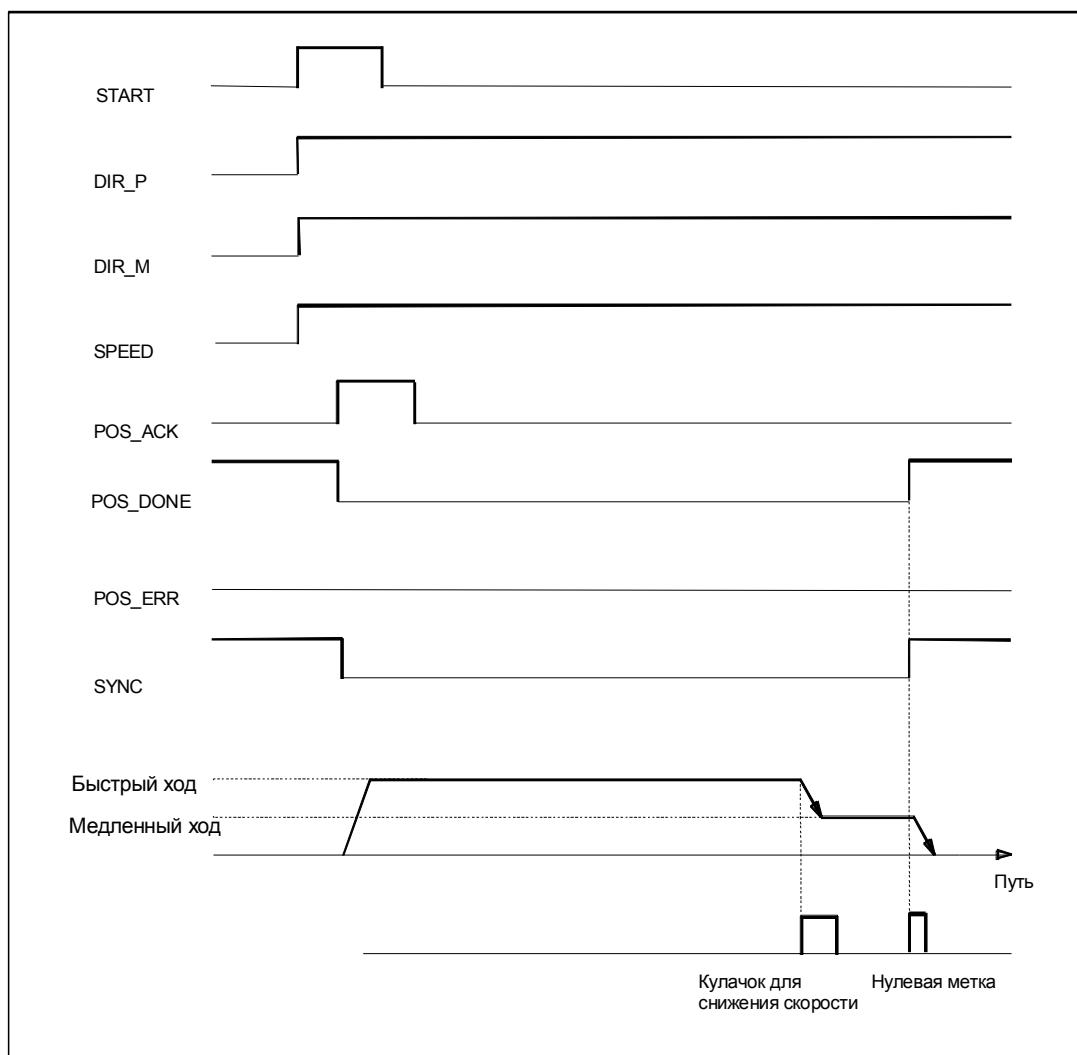 START
DIR_P
DIR_M
SPEED
POS_ACK
POS_DONE
POS_ERR
SYNC
Быстрый ход
Медленный ход
Путь
Кулачок для
снижения скорости
Нулевая метка